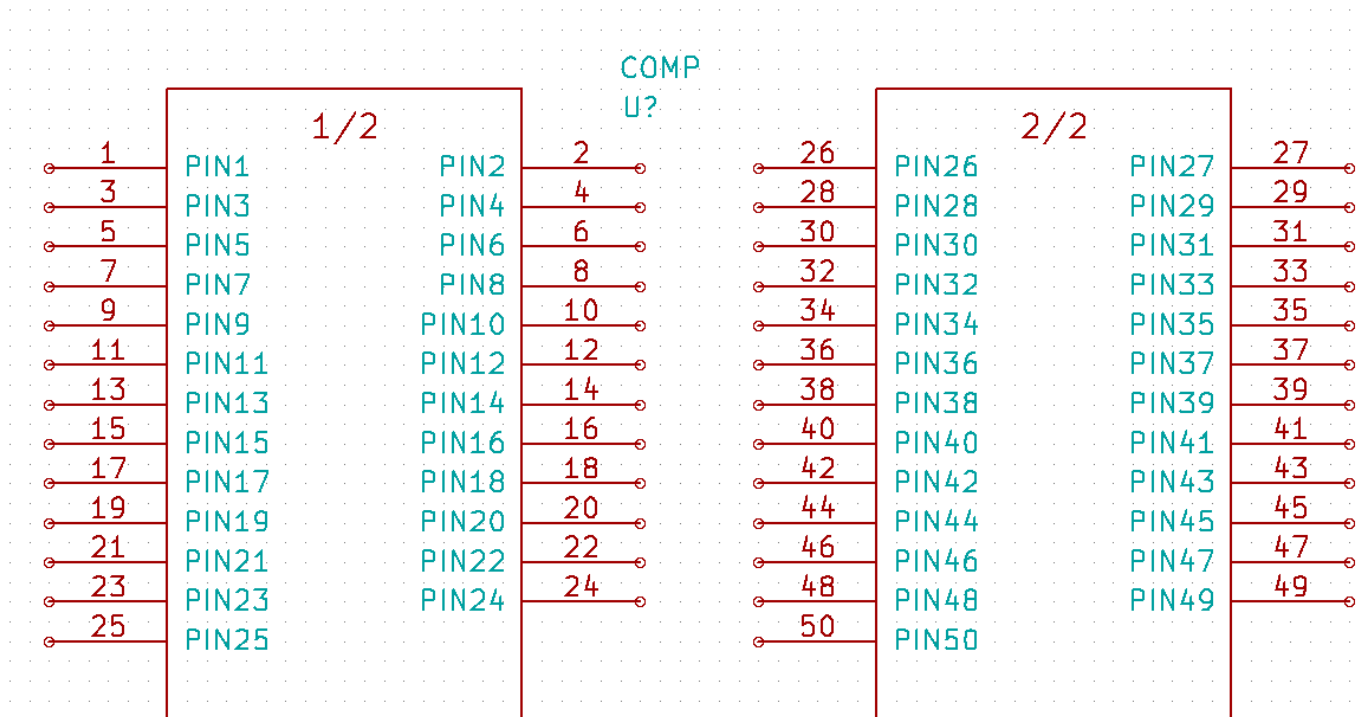 COMP
U?
1/2
1 PIN1 PIN2 2
3 PIN3 PIN4 4
5 PIN5 PIN6 6
7 PIN7 PIN8 8
9 PIN9 PIN10 10
11 PIN11 PIN12 12
13 PIN13 PIN14 14
15 PIN15 PIN16 16
17 PIN17 PIN18 18
19 PIN19 PIN20 20
21 PIN21 PIN22 22
23 PIN23 PIN24 24
25 PIN25
2/2
26 PIN26 PIN27 27
28 PIN28 PIN29 29
30 PIN30 PIN31 31
32 PIN32 PIN33 33
34 PIN34 PIN35 35
36 PIN36 PIN37 37
38 PIN38 PIN39 39
40 PIN40 PIN41 41
42 PIN42 PIN43 43
44 PIN44 PIN45 45
46 PIN46 PIN47 47
48 PIN48 PIN49 49
50 PIN50